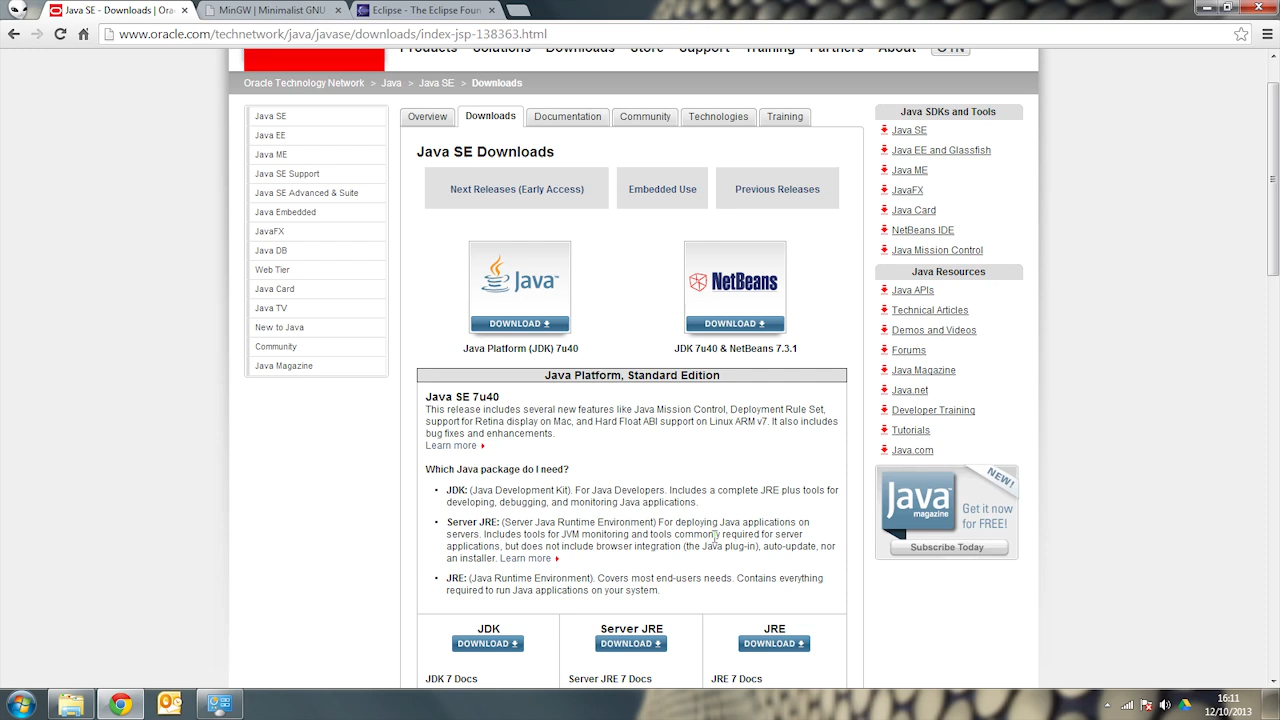 Java SE - Downloads | Ora
MinGW | Minimalist GNU
Eclipse - The Eclipse Foun
www.oracle.com/technetwork/java/javase/downloads/index-jsp-138363.html
Products Solutions Downloads Store Support Training Partners About OTN
Oracle Technology Network > Java > Java SE > Downloads
Java SE
Java EE
Java ME
Java SE Support
Java SE Advanced & Suite
Java Embedded
JavaFX
Java DB
Web Tier
Java Card
Java TV
New to Java
Community
Java Magazine
Overview Downloads Documentation Community Technologies Training
Java SE Downloads
Next Releases (Early Access) Embedded Use Previous Releases
Java™
DOWNLOAD
Java Platform (JDK) 7u40
NetBeans
DOWNLOAD
JDK 7u40 & NetBeans 7.3.1
Java Platform, Standard Edition
Java SE 7u40
This release includes several new features like Java Mission Control, Deployment Rule Set,
support for Retina display on Mac, and Hard Float ABI support on Linux ARM v7. It also includes
bug fixes and enhancements.
Learn more
Which Java package do I need?
• JDK: (Java Development Kit). For Java Developers. Includes a complete JRE plus tools for
developing, debugging, and monitoring Java applications.
• Server JRE: (Server Java Runtime Environment) For deploying Java applications on
servers. Includes tools for JVM monitoring and tools commonly required for server
applications, but does not include browser integration (the Java plug-in), auto-update, nor
an installer. Learn more
• JRE: (Java Runtime Environment). Covers most end-users needs. Contains everything
required to run Java applications on your system.
JDK Server JRE JRE
DOWNLOAD DOWNLOAD DOWNLOAD
JDK 7 Docs Server JRE 7 Docs JRE 7 Docs
Java SDKs and Tools
Java SE
Java EE and Glassfish
Java ME
JavaFX
Java Card
NetBeans IDE
Java Mission Control
Java Resources
Java APIs
Technical Articles
Demos and Videos
Forums
Java Magazine
Java.net
Developer Training
Tutorials
Java.com
NEW!
Java magazine
Get it now
for FREE!
Subscribe Today
16:11
12/10/2013